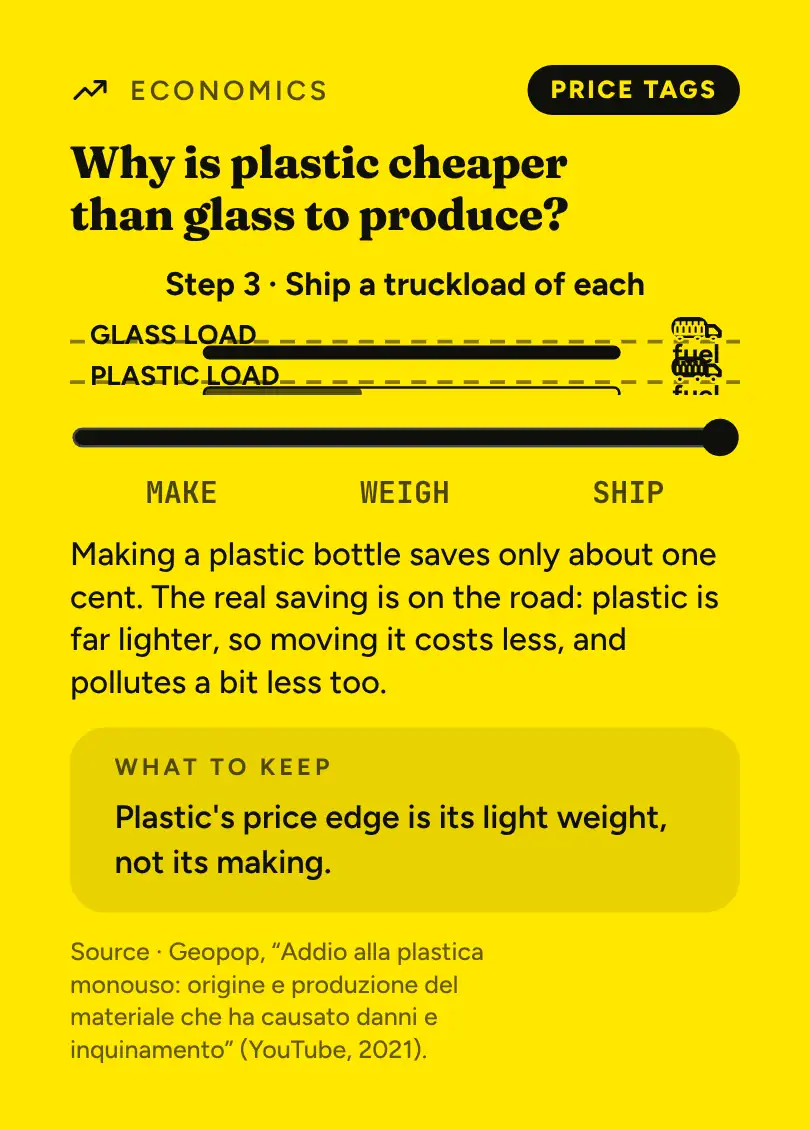 ECONOMICS
PRICE TAGS
Why is plastic cheaper
than glass to produce?
Step 3 · Ship a truckload of each
GLASS LOAD
fuel
PLASTIC LOAD
fuel
MAKE WEIGH SHIP
Making a plastic bottle saves only about one
cent. The real saving is on the road: plastic is
far lighter, so moving it costs less, and
pollutes a bit less too.
WHAT TO KEEP
Plastic's price edge is its light weight,
not its making.
Source · Geopop, “Addio alla plastica
monouso: origine e produzione del
materiale che ha causato danni e
inquinamento” (YouTube, 2021).